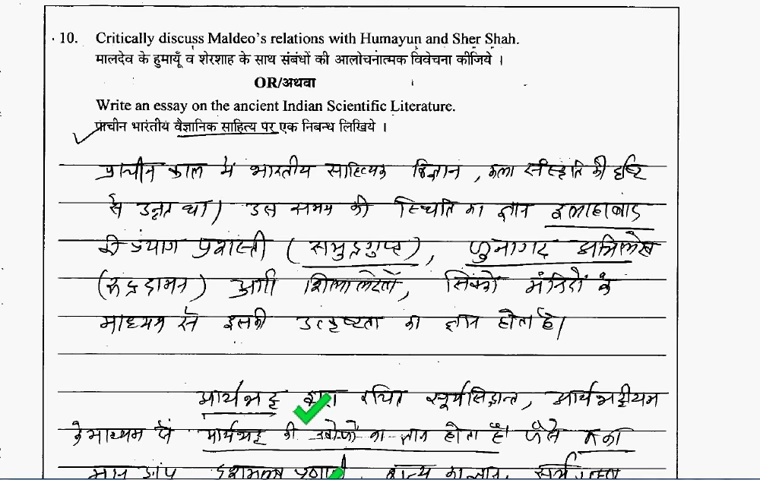 10. Critically discuss Maldeo's relations with Humayun and Sher Shah.
मालदेव के हुमायूँ व शेरशाह के साथ संबंधों की आलोचनात्मक विवेचना कीजिये ।
OR/अथवा
Write an essay on the ancient Indian Scientific Literature.
प्राचीन भारतीय वैज्ञानिक साहित्य पर एक निबन्ध लिखिये ।
प्राचीन काल में भारतीय साहित्यिक विज्ञान, कला संस्कृति की दृष्टि
से उन्नत था) उस समय की स्थिति का ज्ञान इलाहाबाद
की प्रयाग प्रशस्ती (समुद्रगुप्त), जुनागढ अभिलेख
(रुद्रदामन) आदी शिलालेखों, सिक्कों मंदिरों के
माध्यम से इसकी उत्कृष्टता का ज्ञान होता है।
आर्यभट्ट द्वारा रचित सूर्यसिद्धान्त, आर्यभट्टीयम
के माध्यम से आर्यभट्ट की खोजों का ज्ञान होता है जैसे
मान दशमलव प्रणाली, शून्य का ज्ञान,